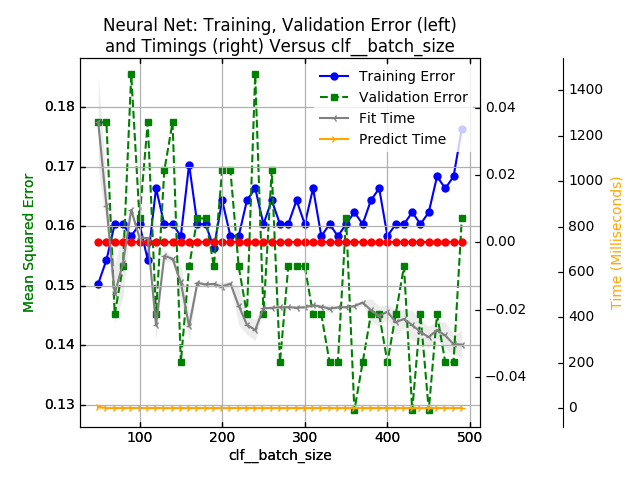 Neural Net: Training, Validation Error (left)
and Timings (right) Versus clf__batch_size
Training Error
Validation Error
Fit Time
Predict Time
Mean Squared Error
0.18
0.17
0.16
0.15
0.14
0.13
0.04
0.02
0.00
−0.02
−0.04
1400
1200
1000
800
600
400
200
0
Time (Milliseconds)
100
200
300
400
500
clf__batch_size